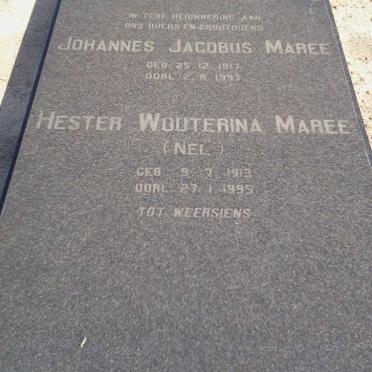 IN TERE HERINNERING AAN
ONS OUERS EN GROOTOUERS
JOHANNES JACOBUS MAREE
GEB. 25. 12. 1917
OORL. 2. 8. 1993
HESTER WOUTERINA MAREE
(NEL)
GEB. 9. 7. 1913
OORL. 27. 1. 1995
TOT WEERSIENS